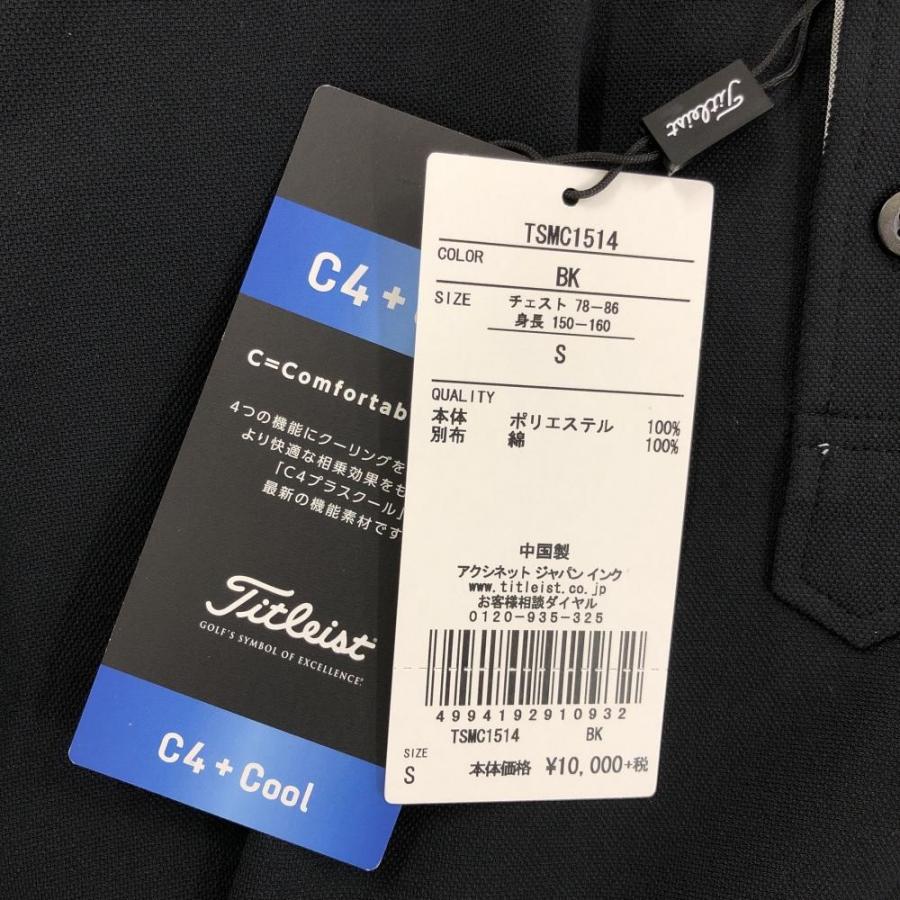 Titleist
C4 +
C=Comfortab
4つの機能にクーリングを
より快適な相乗効果をも
「C4プラスクール」
最新の機能素材です
Titleist
GOLF'S SYMBOL OF EXCELLENCE.
C4 + Cool
TSMC1514
COLOR
BK
SIZE チェスト 78-86
身長 150-160
S
QUALITY
本体 ポリエステル 100%
別布 綿 100%
中国製
アクシネット ジャパン インク
www.titleist.co.jp
お客様相談ダイヤル
0120-935-325
4994192910932
TSMC1514 BK
SIZE
S 本体価格 ¥10,000+税